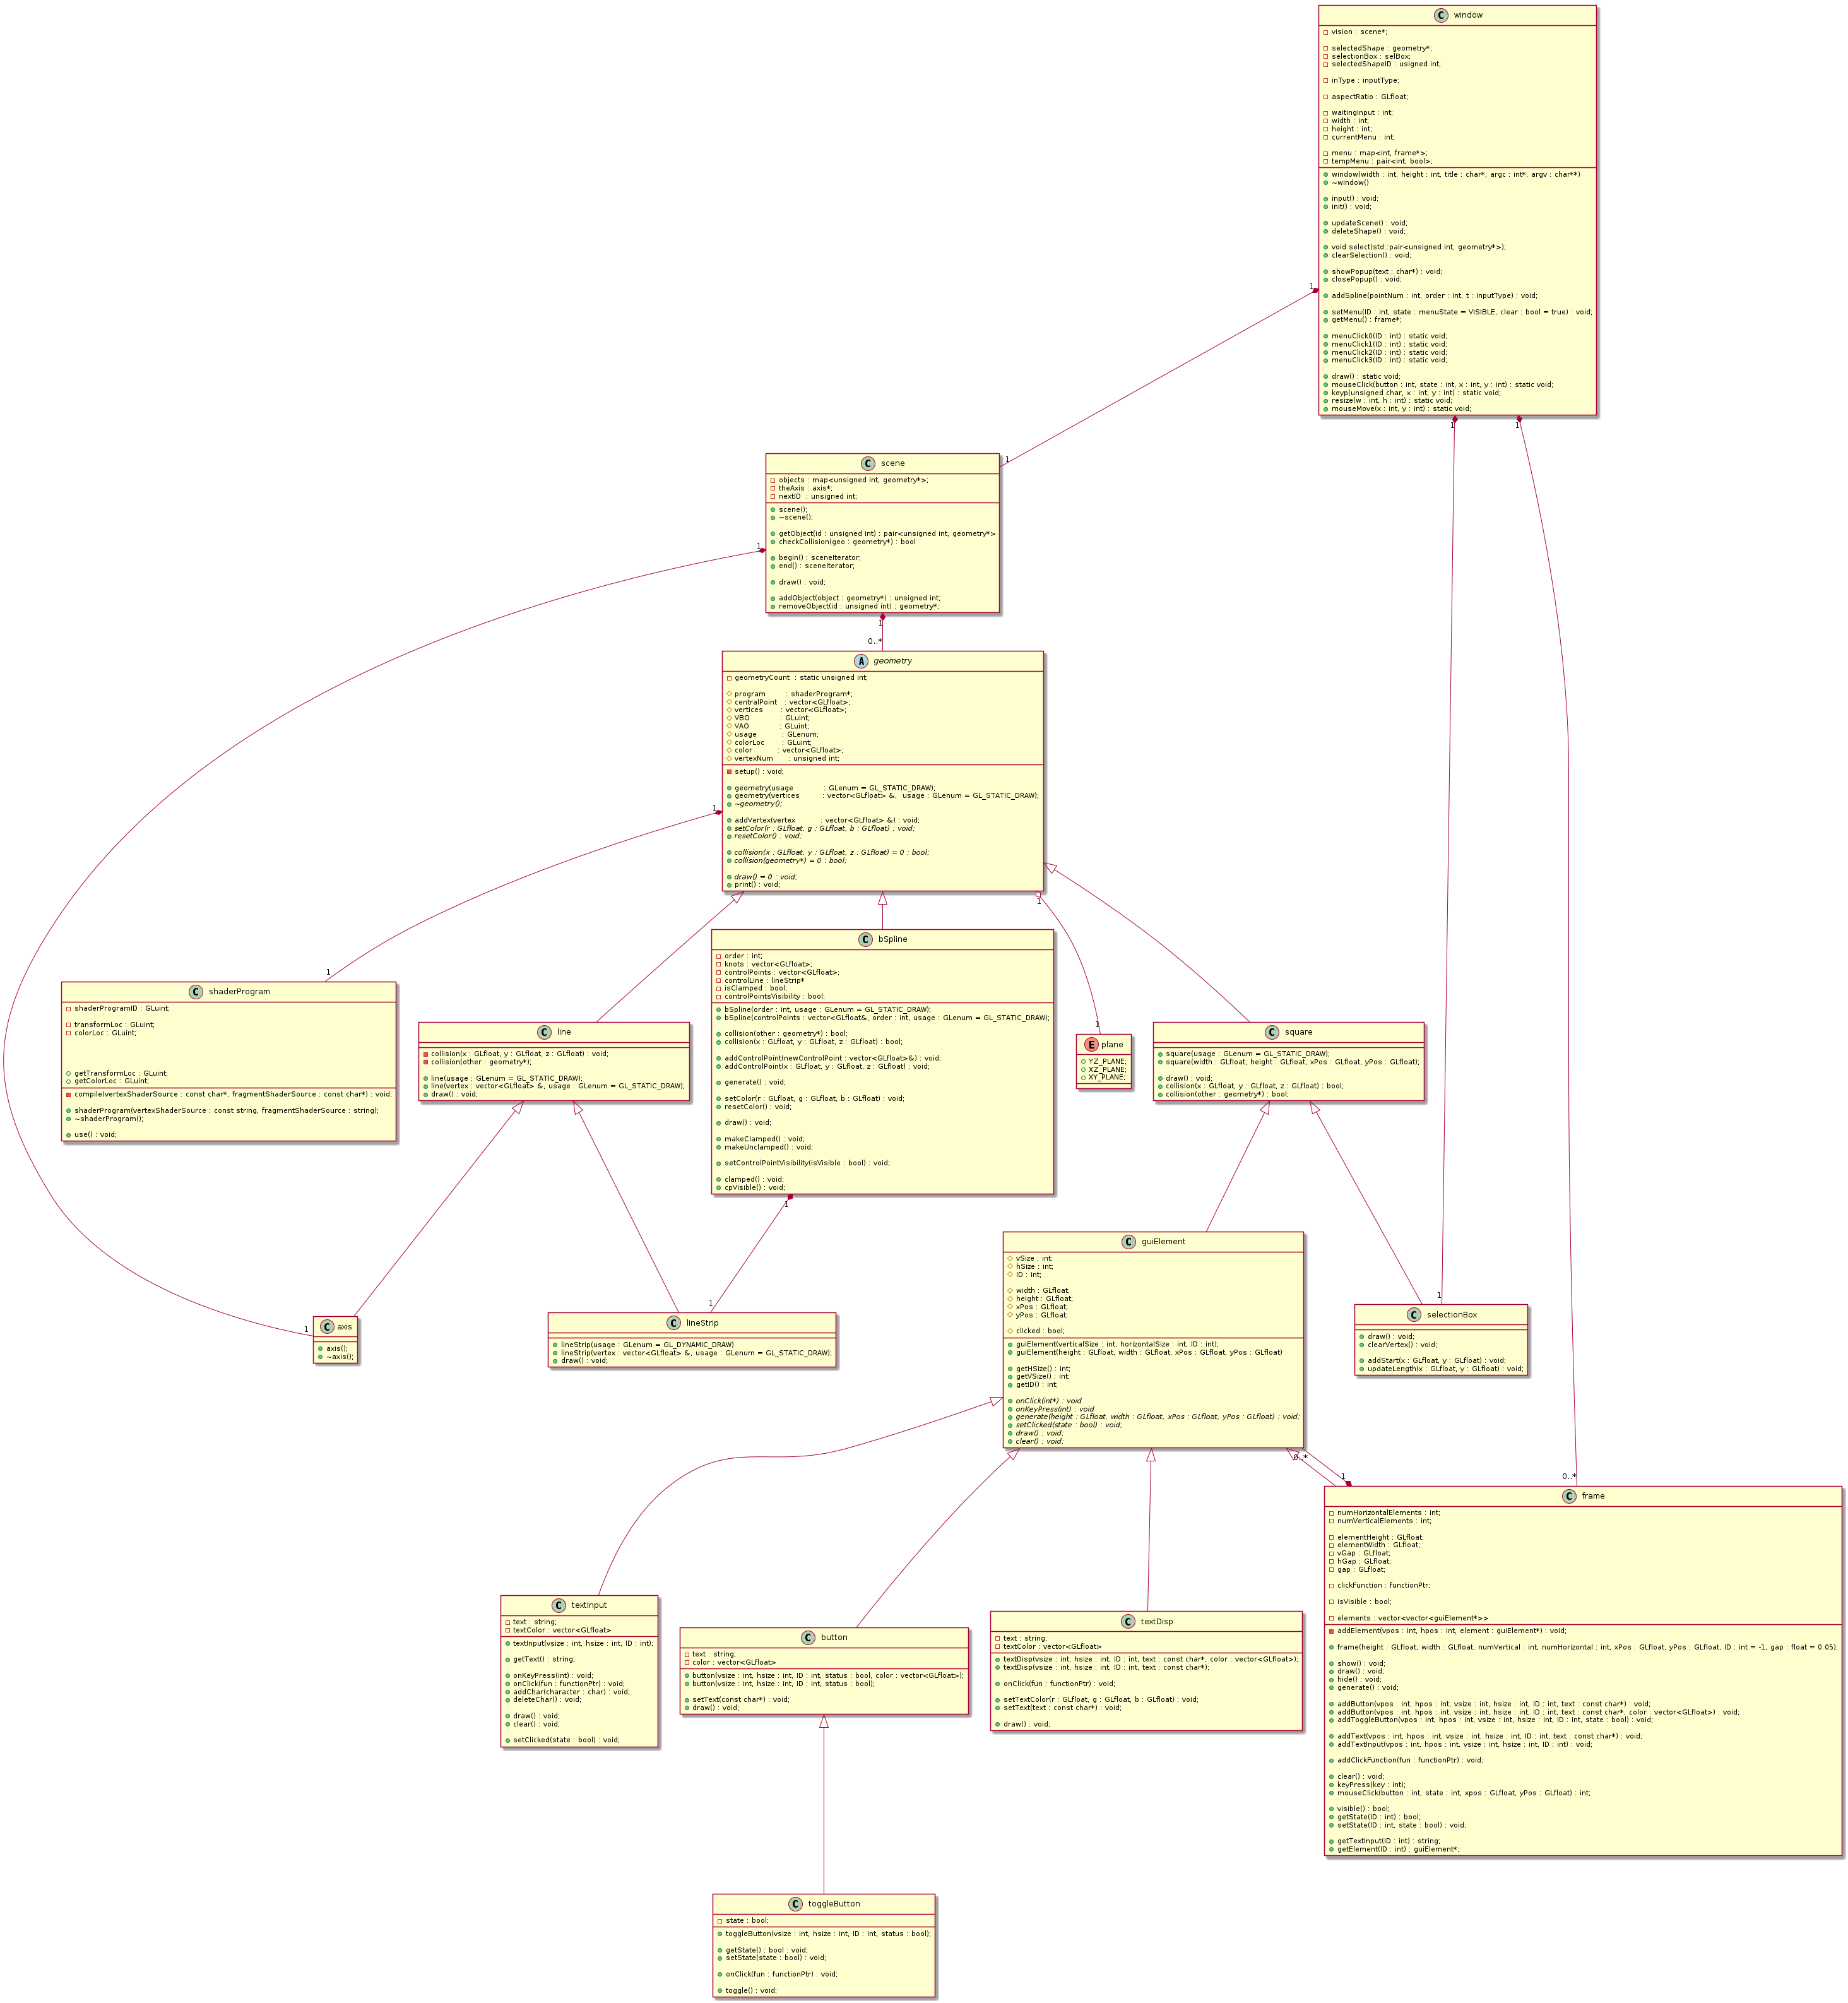 C window
vision : scene*;
selectedShape : geometry*;
selectionBox : selBox;
selectedShapeID : usigned int;
inType : inputType;
aspectRatio : GLfloat;
waitingInput : int;
width : int;
height : int;
currentMenu : int;
menu : map<int, frame*>;
tempMenu : pair<int, bool>;
window(width : int, height : int, title : char*, argc : int*, argv : char**)
~window()
input() : void;
init() : void;
updateScene() : void;
deleteShape() : void;
void select(std::pair<unsigned int, geometry*>);
clearSelection() : void;
showPopup(text : char*) : void;
closePopup() : void;
addSpline(pointNum : int, order : int, t : inputType) : void;
setMenu(ID : int, state : menuState = VISIBLE, clear : bool = true) : void;
getMenu() : frame*;
menuClick0(ID : int) : static void;
menuClick1(ID : int) : static void;
menuClick2(ID : int) : static void;
menuClick3(ID : int) : static void;
draw() : static void;
mouseClick(button : int, state : int, x : int, y : int) : static void;
keyp(unsigned char, x : int, y : int) : static void;
resize(w : int, h : int) : static void;
mouseMove(x : int, y : int) : static void;
1
1
1
1
C scene
objects : map<unsigned int, geometry*>;
theAxis : axis*;
nextID : unsigned int;
scene();
~scene();
getObject(id : unsigned int) : pair<unsigned int, geometry*>
checkCollision(geo : geometry*) : bool
begin() : sceneIterator;
end() : sceneIterator;
draw() : void;
addObject(object : geometry*) : unsigned int;
removeObject(id : unsigned int) : geometry*;
1
1
0..*
A geometry
geometryCount : static unsigned int;
program : shaderProgram*;
centralPoint : vector<GLfloat>;
vertices : vector<GLfloat>;
VBO : GLuint;
VAO : GLuint;
usage : GLenum;
colorLoc : GLuint;
color : vector<GLfloat>;
vertexNum : unsigned int;
setup() : void;
geometry(usage : GLenum = GL_STATIC_DRAW);
geometry(vertices : vector<GLfloat> &, usage : GLenum = GL_STATIC_DRAW);
~geometry();
addVertex(vertex : vector<GLfloat> &) : void;
setColor(r : GLfloat, g : GLfloat, b : GLfloat) : void;
resetColor() : void;
collision(x : GLfloat, y : GLfloat, z : GLfloat) = 0 : bool;
collision(geometry*) = 0 : bool;
draw() = 0 : void;
print() : void;
1
1
1
C shaderProgram
shaderProgramID : GLuint;
transformLoc : GLuint;
colorLoc : GLuint;
getTransformLoc : GLuint;
getColorLoc : GLuint;
compile(vertexShaderSource : const char*, fragmentShaderSource : const char*) : void;
shaderProgram(vertexShaderSource : const string, fragmentShaderSource : string);
~shaderProgram();
use() : void;
C line
collision(x : GLfloat, y : GLfloat, z : GLfloat) : void;
collision(other : geometry*);
line(usage : GLenum = GL_STATIC_DRAW);
line(vertex : vector<GLfloat> &, usage : GLenum = GL_STATIC_DRAW);
draw() : void;
C bSpline
order : int;
knots : vector<GLfloat>;
controlPoints : vector<GLfloat>;
controlLine : lineStrip*
isClamped : bool;
controlPointsVisibility : bool;
bSpline(order : int, usage : GLenum = GL_STATIC_DRAW);
bSpline(controlPoints : vector<GLfloat&, order : int, usage : GLenum = GL_STATIC_DRAW);
collision(other : geometry*) : bool;
collision(x : GLfloat, y : GLfloat, z : GLfloat) : bool;
addControlPoint(newControlPoint : vector<GLfloat>&) : void;
addControlPoint(x : GLfloat, y : GLfloat, z : GLfloat) : void;
generate() : void;
setColor(r : GLfloat, g : GLfloat, b : GLfloat) : void;
resetColor() : void;
draw() : void;
makeClamped() : void;
makeUnclamped() : void;
setControlPointVisibility(isVisible : bool) : void;
clamped() : void;
cpVisible() : void;
1
1
1
E plane
YZ_PLANE;
XZ_PLANE;
XY_PLANE;
C square
square(usage : GLenum = GL_STATIC_DRAW);
square(width : GLfloat, height : GLfloat, xPos : GLfloat, yPos : GLfloat);
draw() : void;
collision(x : GLfloat, y : GLfloat, z : GLfloat) : bool;
collision(other : geometry*) : bool;
C guiElement
vSize : int;
hSize : int;
ID : int;
width : GLfloat;
height : GLfloat;
xPos : GLfloat;
yPos : GLfloat;
clicked : bool;
guiElement(verticalSize : int, horizontalSize : int, ID : int);
guiElement(height : GLfloat, width : GLfloat, xPos : GLfloat, yPos : GLfloat)
getHSize() : int;
getVSize() : int;
getID() : int;
onClick(int*) : void
onKeyPress(int) : void
generate(height : GLfloat, width : GLfloat, xPos : GLfloat, yPos : GLfloat) : void;
setClicked(state : bool) : void;
draw() : void;
clear() : void;
1
C selectionBox
draw() : void;
clearVertex() : void;
addStart(x : GLfloat, y : GLfloat) : void;
updateLength(x : GLfloat, y : GLfloat) : void;
1
C axis
axis();
~axis();
C lineStrip
lineStrip(usage : GLenum = GL_DYNAMIC_DRAW)
lineStrip(vertex : vector<GLfloat> &, usage : GLenum = GL_STATIC_DRAW);
draw() : void;
0..*
1
0..*
C frame
numHorizontalElements : int;
numVerticalElements : int;
elementHeight : GLfloat;
elementWidth : GLfloat;
vGap : GLfloat;
hGap : GLfloat;
gap : GLfloat;
clickFunction : functionPtr;
isVisible : bool;
elements : vector<vector<guiElement*>>
addElement(vpos : int, hpos : int, element : guiElement*) : void;
frame(height : GLfloat, width : GLfloat, numVertical : int, numHorizontal : int, xPos : GLfloat, yPos : GLfloat, ID : int = -1, gap : float = 0.05);
show() : void;
draw() : void;
hide() : void;
generate() : void;
addButton(vpos : int, hpos : int, vsize : int, hsize : int, ID : int, text : const char*) : void;
addButton(vpos : int, hpos : int, vsize : int, hsize : int, ID : int, text : const char*, color : vector<GLfloat>) : void;
addToggleButton(vpos : int, hpos : int, vsize : int, hsize : int, ID : int, state : bool) : void;
addText(vpos : int, hpos : int, vsize : int, hsize : int, ID : int, text : const char*) : void;
addTextInput(vpos : int, hpos : int, vsize : int, hsize : int, ID : int) : void;
addClickFunction(fun : functionPtr) : void;
clear() : void;
keyPress(key : int);
mouseClick(button : int, state : int, xpos : GLfloat, yPos : GLfloat) : int;
visible() : bool;
getState(ID : int) : bool;
setState(ID : int, state : bool) : void;
getTextInput(ID : int) : string;
getElement(ID : int) : guiElement*;
C textInput
text : string;
textColor : vector<GLfloat>
textInput(vsize : int, hsize : int, ID : int);
getText() : string;
onKeyPress(int) : void;
onClick(fun : functionPtr) : void;
addChar(character : char) : void;
deleteChar() : void;
draw() : void;
clear() : void;
setClicked(state : bool) : void;
C button
text : string;
color : vector<GLfloat>
button(vsize : int, hsize : int, ID : int, status : bool, color : vector<GLfloat>);
button(vsize : int, hsize : int, ID : int, status : bool);
setText(const char*) : void;
draw() : void;
C textDisp
text : string;
textColor : vector<GLfloat>
textDisp(vsize : int, hsize : int, ID : int, text : const char*, color : vector<GLfloat>);
textDisp(vsize : int, hsize : int, ID : int, text : const char*);
onClick(fun : functionPtr) : void;
setTextColor(r : GLfloat, g : GLfloat, b : GLfloat) : void;
setText(text : const char*) : void;
draw() : void;
C toggleButton
state : bool;
toggleButton(vsize : int, hsize : int, ID : int, status : bool);
getState() : bool : void;
setState(state : bool) : void;
onClick(fun : functionPtr) : void;
toggle() : void;